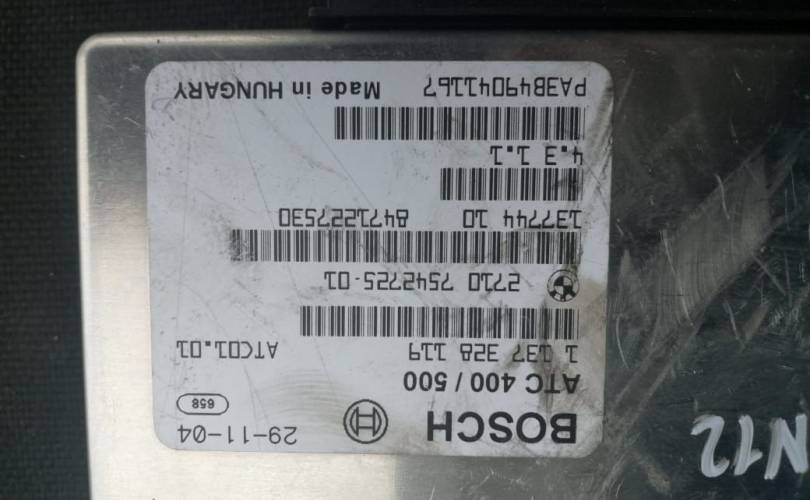 BOSCH 29-11-04
ATC 400 / 500 658
1 137 328 119 ATC01.01
2710 7542725-01
137744 10 8471227530
4.3 1.1
PA3B49041167 Made in HUNGARY
N12